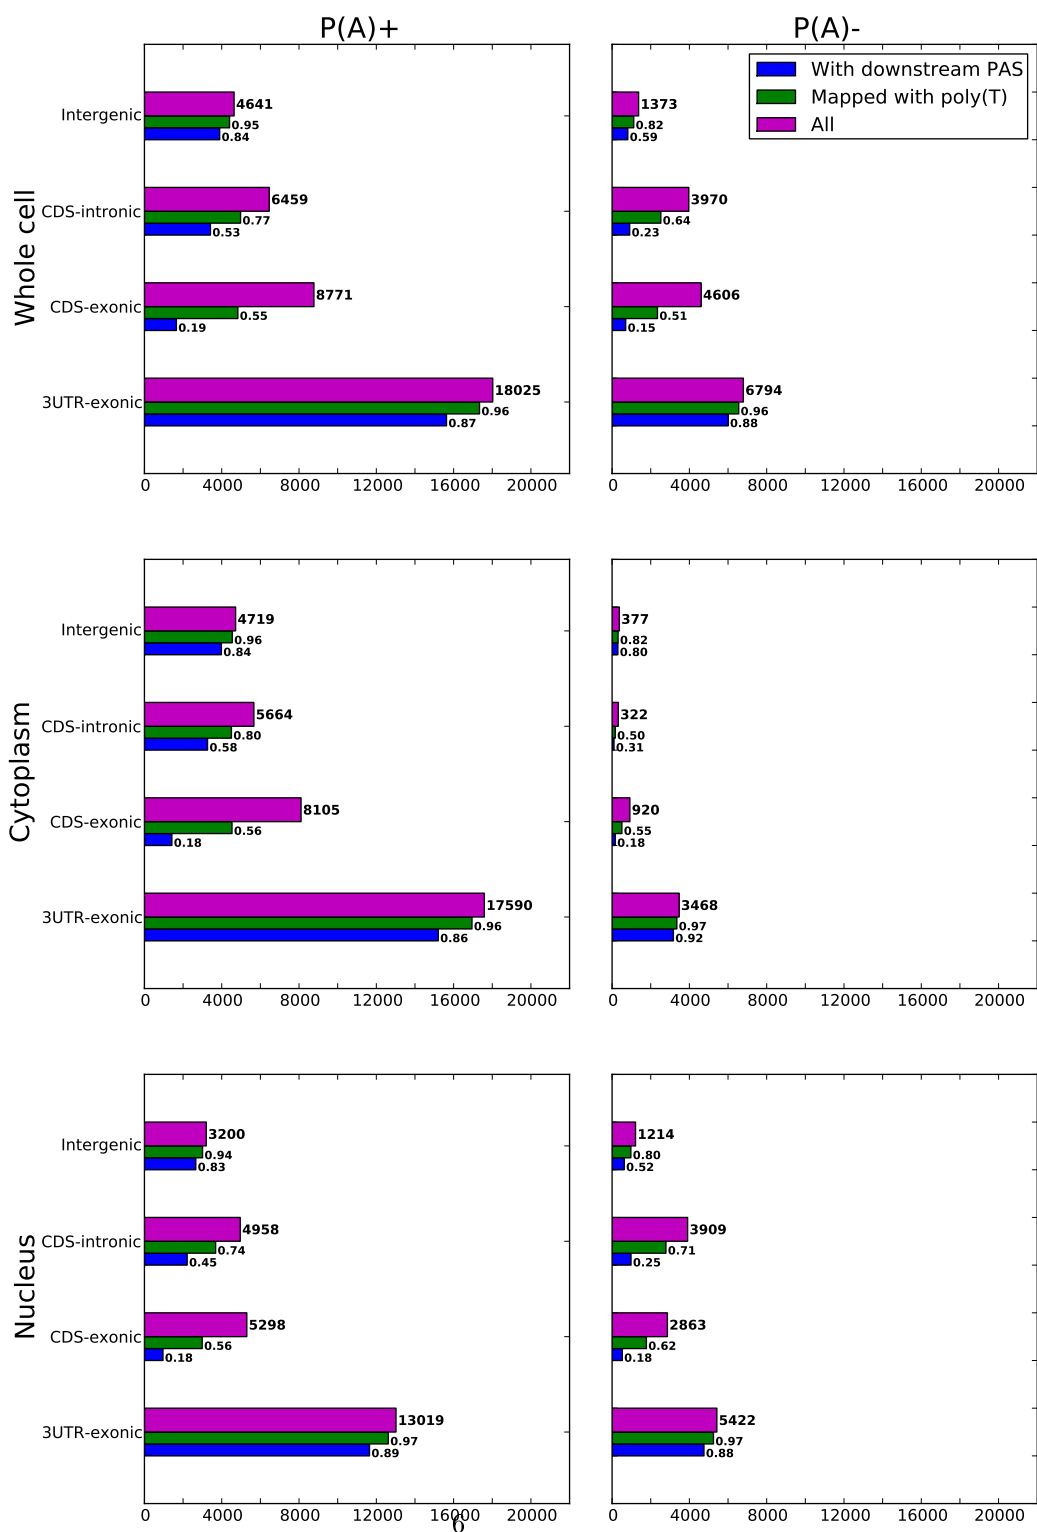 P(A)+ P(A)-
With downstream PAS
Mapped with poly(T)
All
Whole cell
Intergenic 4641 1373
0.95 0.82
0.84 0.59
CDS-intronic 6459 3970
0.77 0.64
0.53 0.23
CDS-exonic 8771 4606
0.55 0.51
0.19 0.15
3UTR-exonic 18025 6794
0.96 0.96
0.87 0.88
0 4000 8000 12000 16000 20000 0 4000 8000 12000 16000 20000
Cytoplasm
Intergenic 4719 377
0.96 0.82
0.84 0.80
CDS-intronic 5664 322
0.80 0.50
0.58 0.31
CDS-exonic 8105 920
0.56 0.55
0.18 0.18
3UTR-exonic 17590 3468
0.96 0.97
0.86 0.92
0 4000 8000 12000 16000 20000 0 4000 8000 12000 16000 20000
Nucleus
Intergenic 3200 1214
0.94 0.80
0.83 0.52
CDS-intronic 4958 3909
0.74 0.71
0.45 0.25
CDS-exonic 5298 2863
0.56 0.62
0.18 0.18
3UTR-exonic 13019 5422
0.97 0.97
0.89 0.88
0 4000 8000 12000 16000 20000 0 4000 8000 12000 16000 20000
6